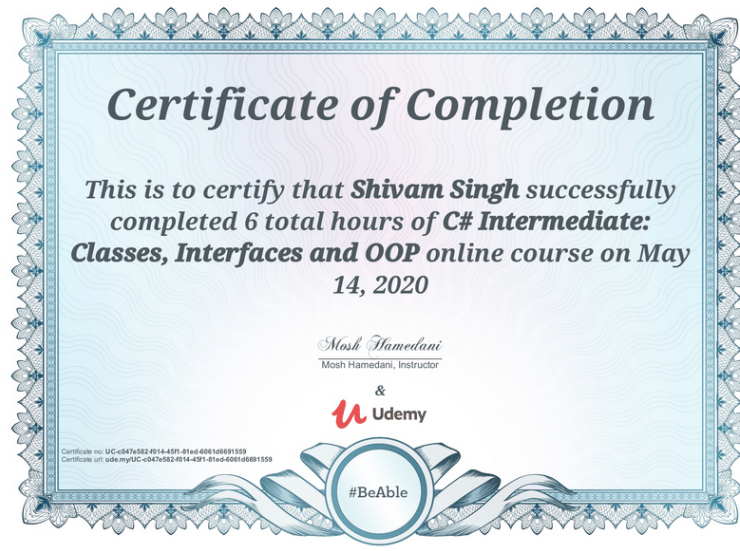 Certificate of Completion
This is to certify that Shivam Singh successfully
completed 6 total hours of C# Intermediate:
Classes, Interfaces and OOP online course on May
14, 2020
Mosh Hamedani
Mosh Hamedani, Instructor
&
Udemy
Certificate no: UC-c047e582-f014-45f1-81ed-6061d6691559
Certificate url: ude.my/UC-c047e582-f014-45f1-81ed-6061d6691559
#BeAble